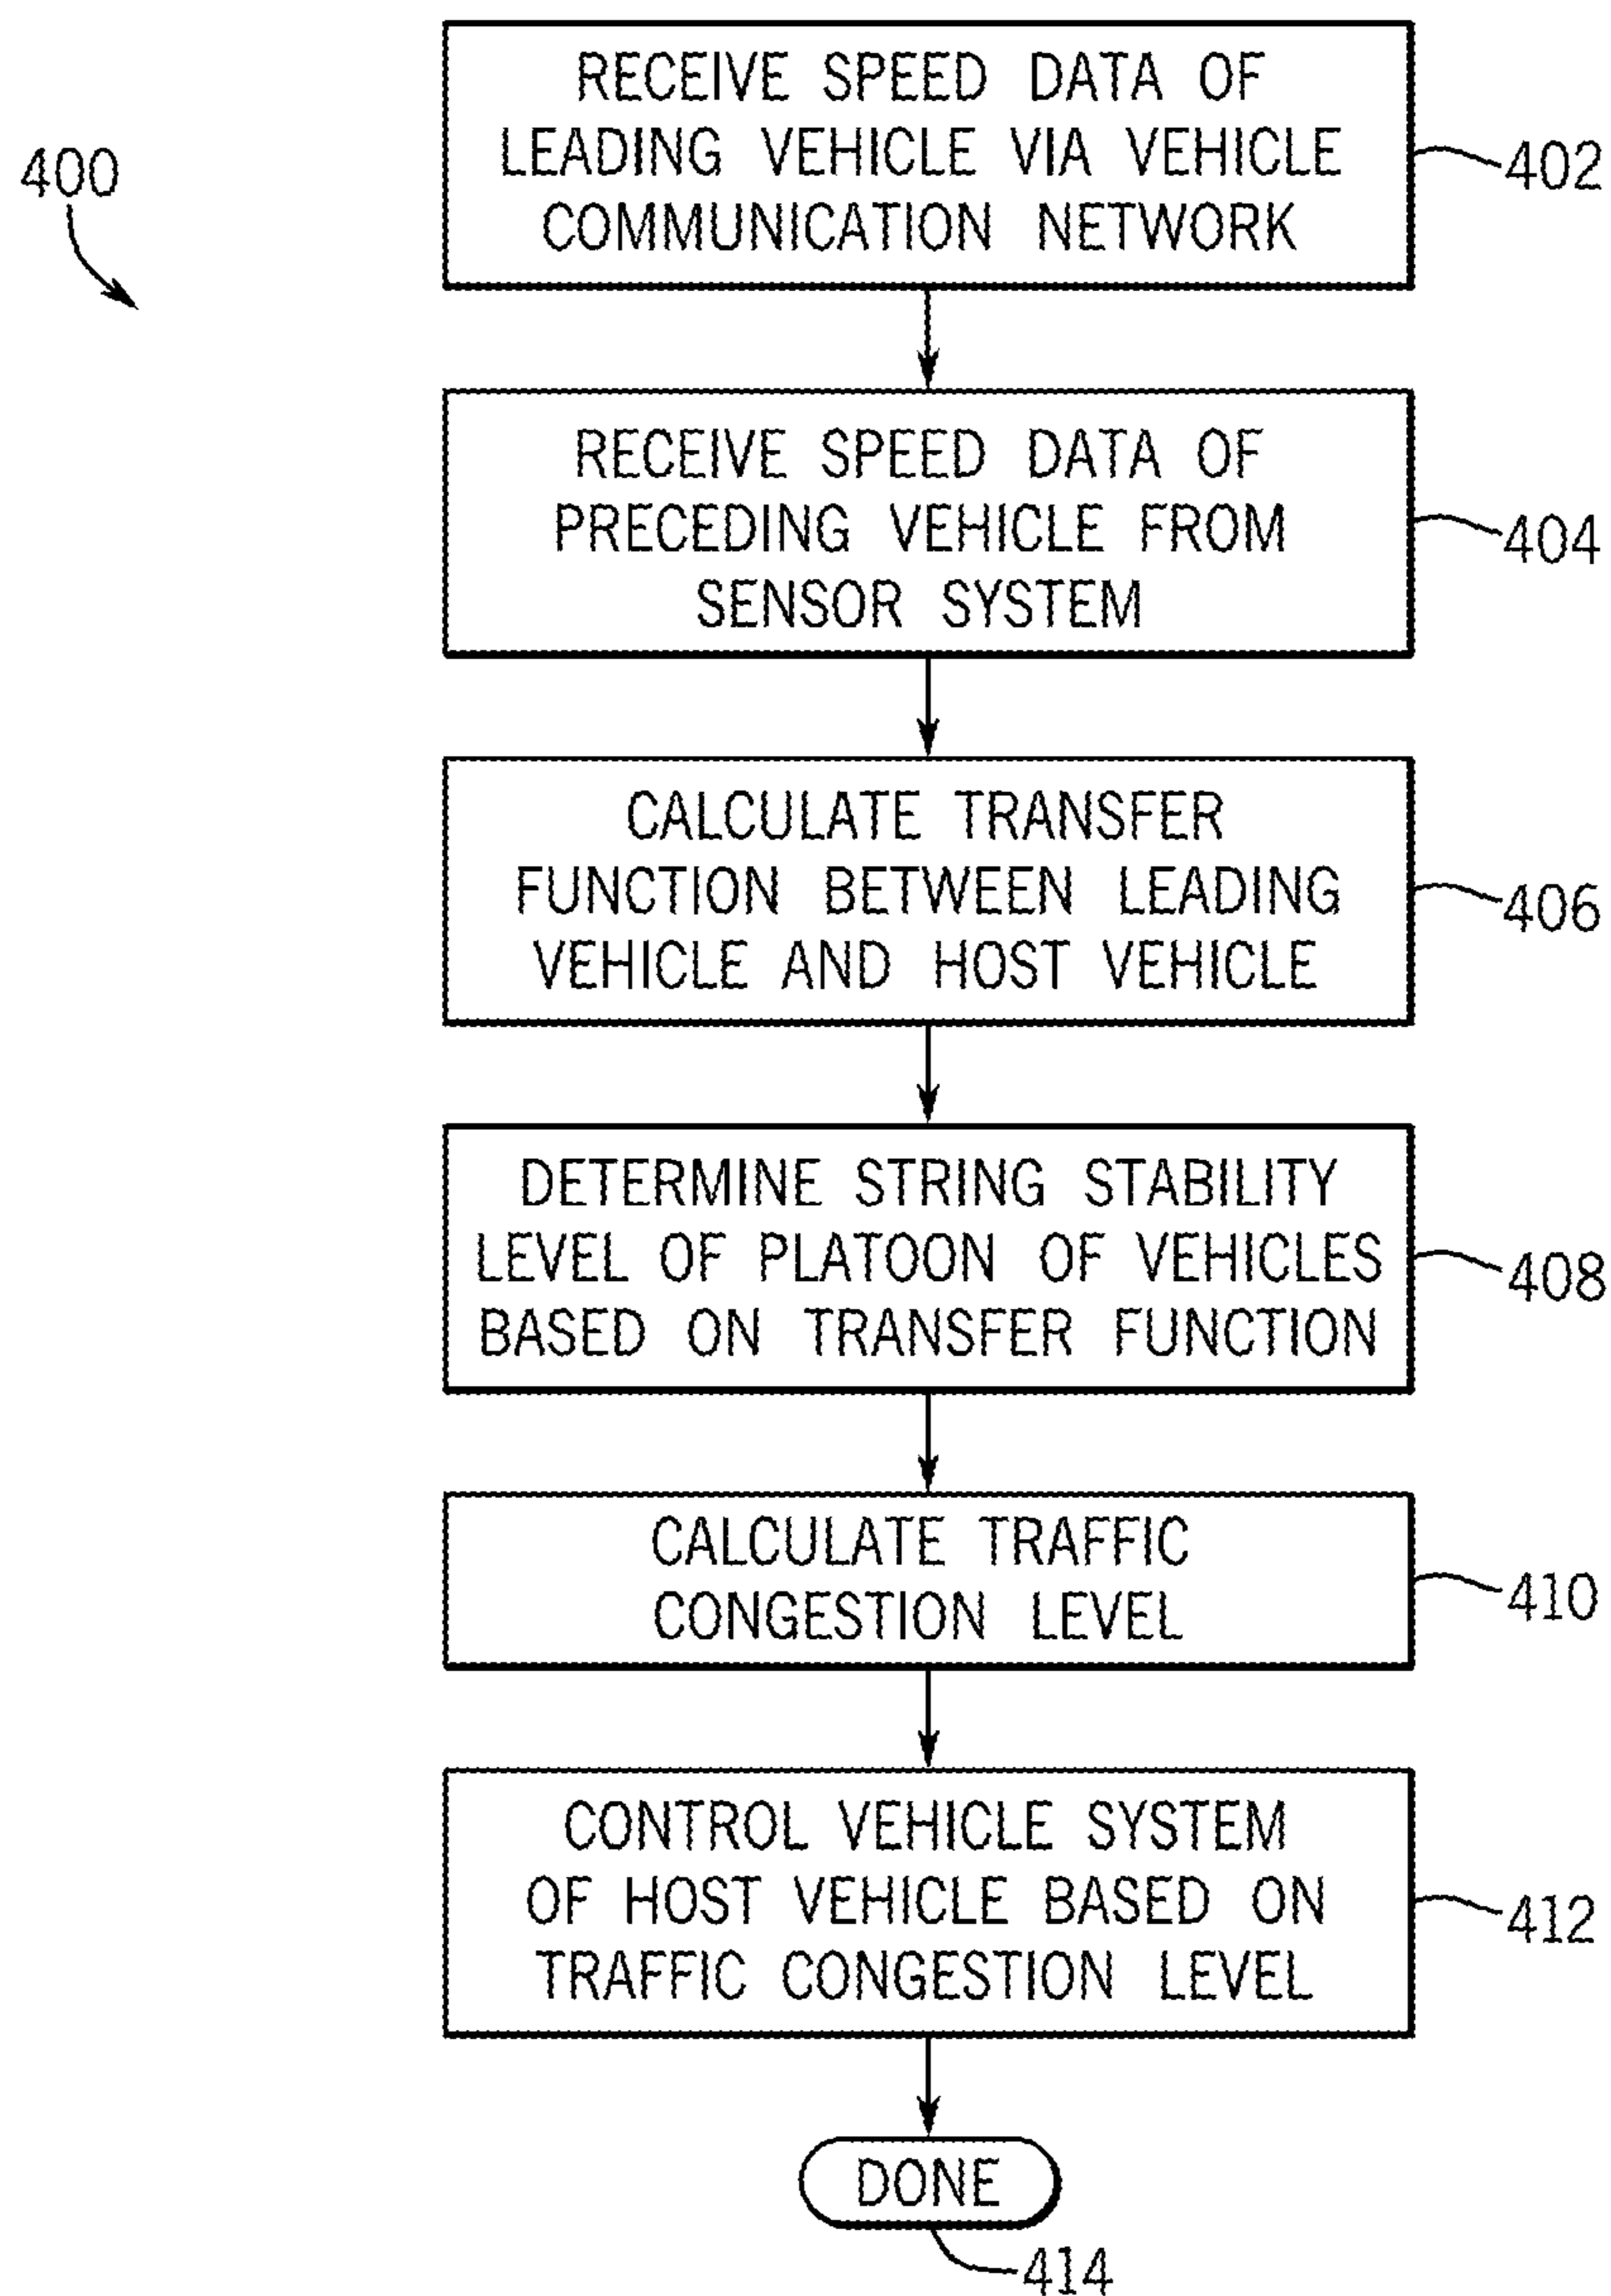 400
RECEIVE SPEED DATA OF
LEADING VEHICLE VIA VEHICLE
COMMUNICATION NETWORK
402
RECEIVE SPEED DATA OF
PRECEDING VEHICLE FROM
SENSOR SYSTEM
404
CALCULATE TRANSFER
FUNCTION BETWEEN LEADING
VEHICLE AND HOST VEHICLE
406
DETERMINE STRING STABILITY
LEVEL OF PLATOON OF VEHICLES
BASED ON TRANSFER FUNCTION
408
CALCULATE TRAFFIC
CONGESTION LEVEL
410
CONTROL VEHICLE SYSTEM
OF HOST VEHICLE BASED ON
TRAFFIC CONGESTION LEVEL
412
DONE
414